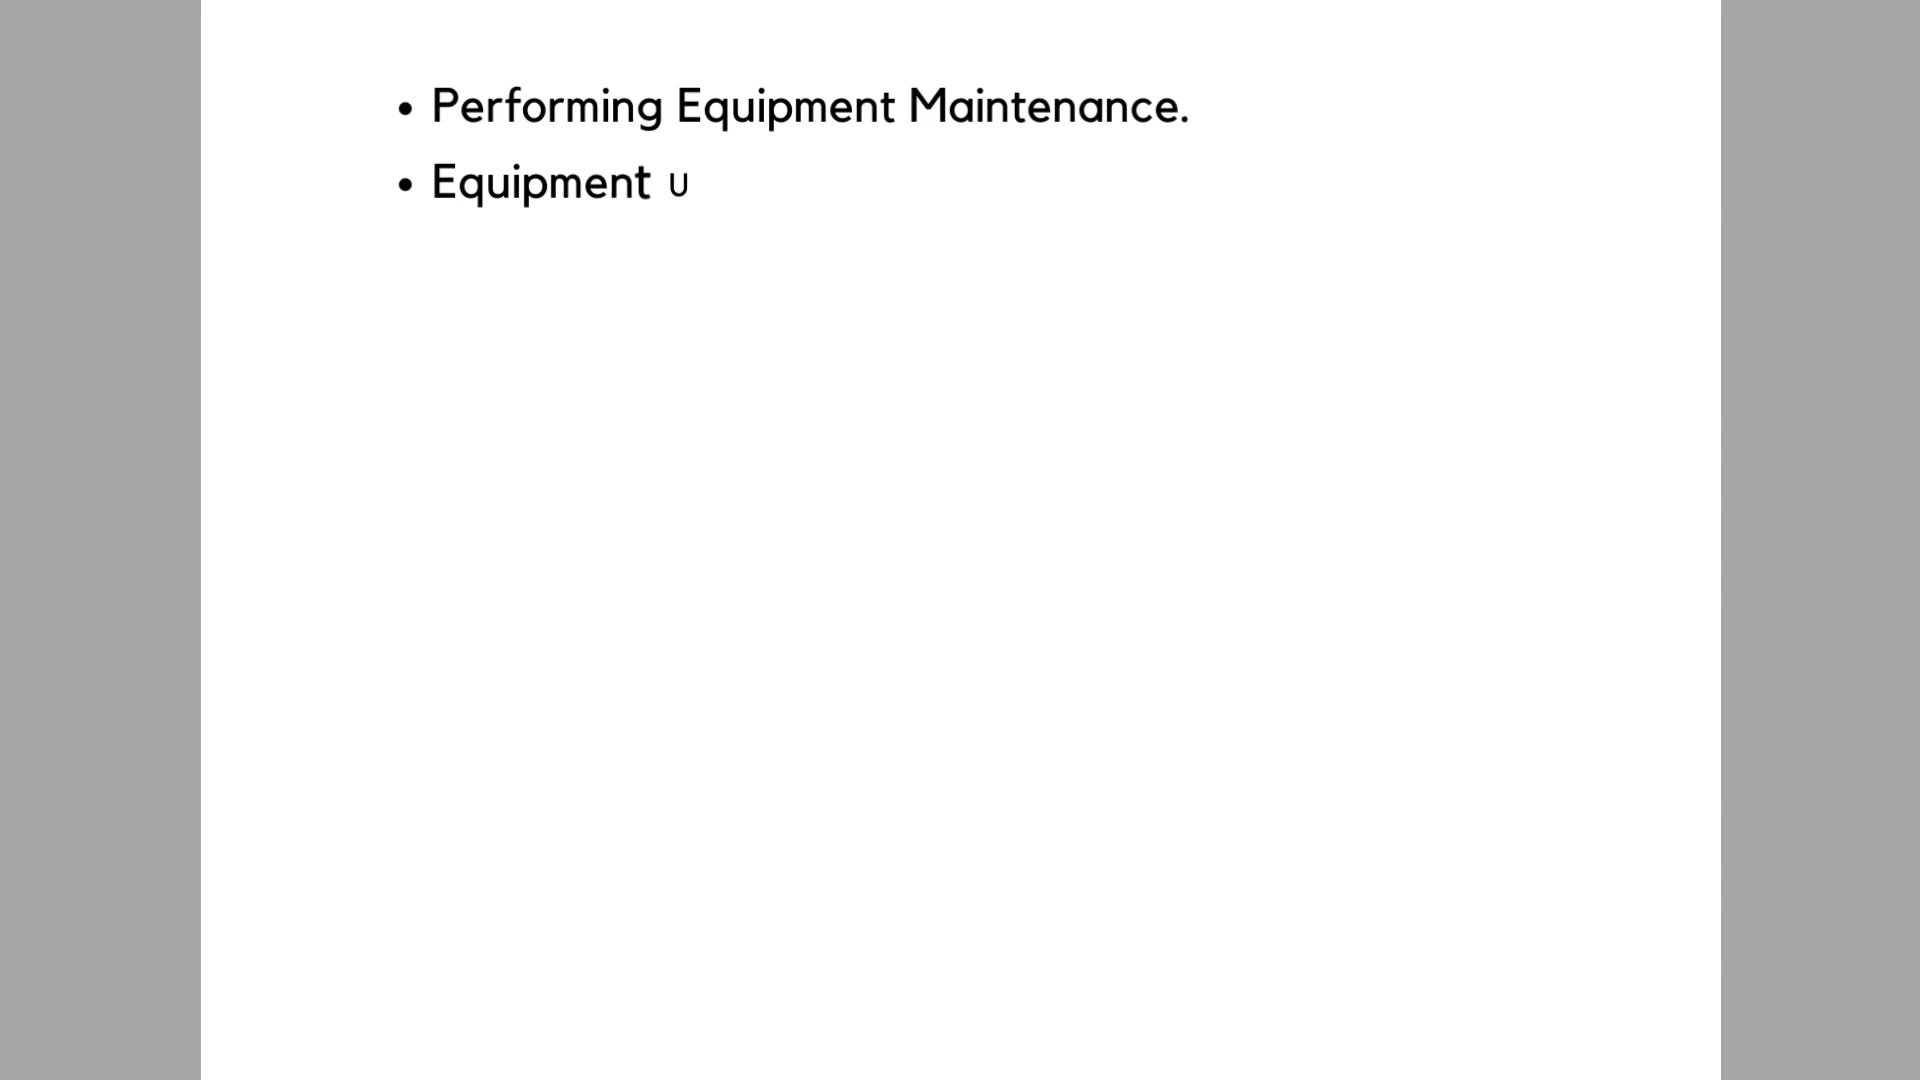 • Performing Equipment Maintenance.
• Equipment U